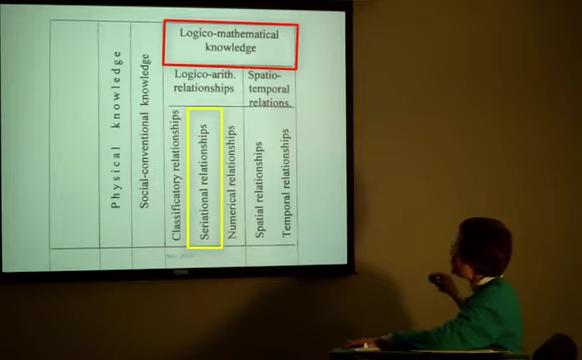 Logico-mathematical
knowledge
Logico-arith.
relationships
Spatio-
temporal
relations.
Physical knowledge
Social-conventional knowledge
Classificatory relationships
Seriational relationships
Numerical relationships
Spatial relationships
Temporal relationships